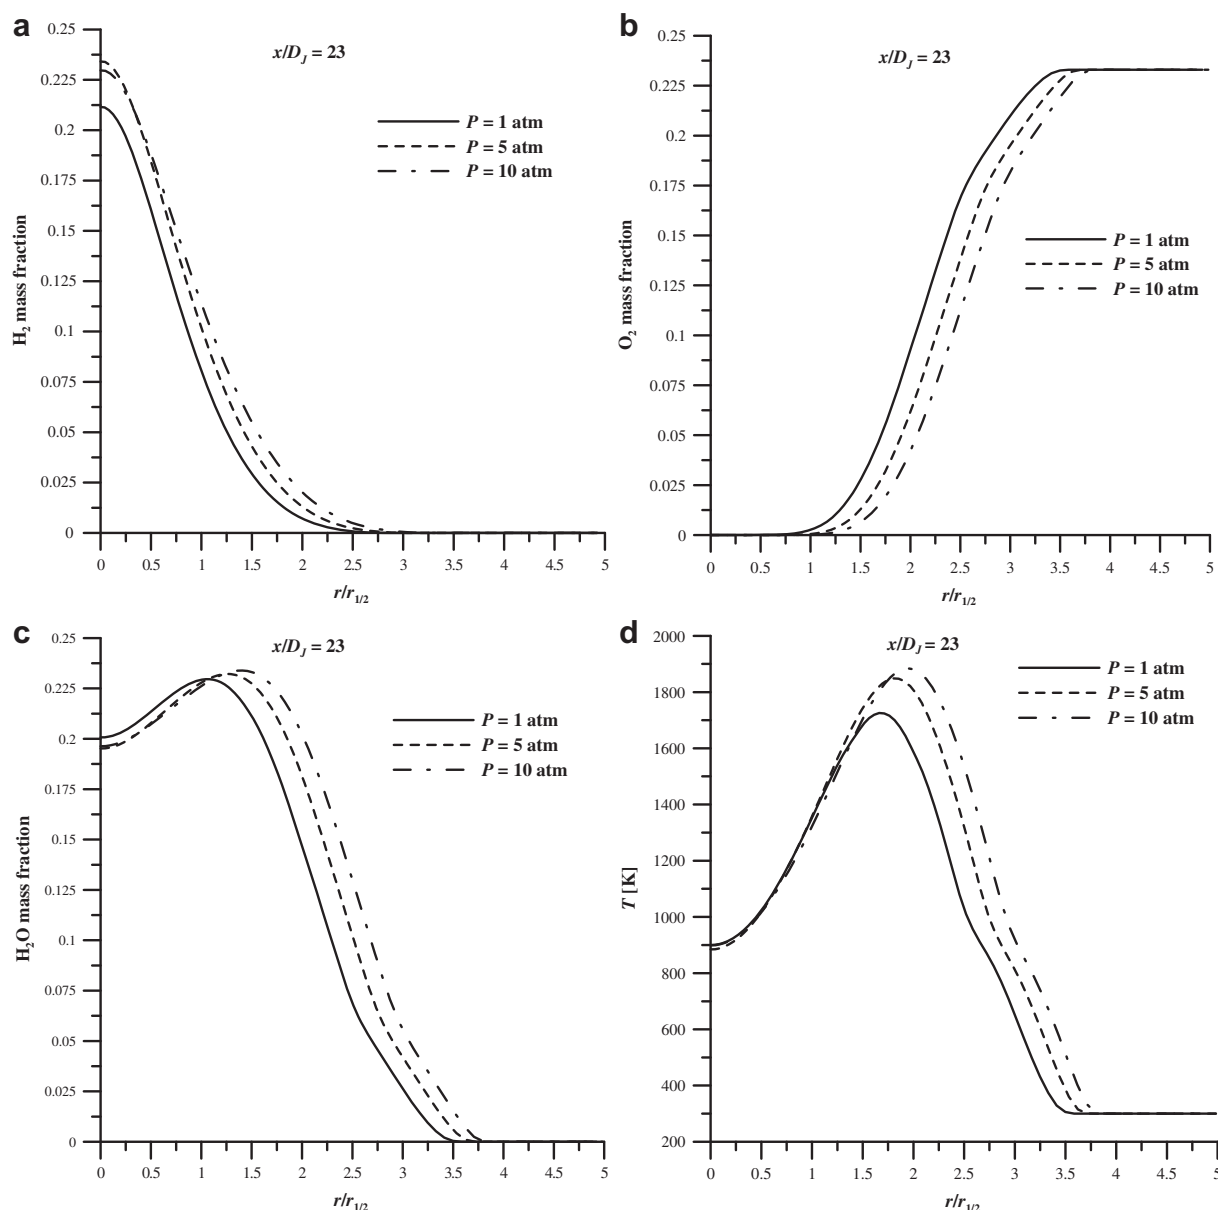 a
x/D_J = 23
P = 1 atm
P = 5 atm
P = 10 atm
H₂ mass fraction
0.25
0.225
0.2
0.175
0.15
0.125
0.1
0.075
0.05
0.025
0
0 0.5 1 1.5 2 2.5 3 3.5 4 4.5 5
r/r₁/₂
b
x/D_J = 23
P = 1 atm
P = 5 atm
P = 10 atm
O₂ mass fraction
0.25
0.225
0.2
0.175
0.15
0.125
0.1
0.075
0.05
0.025
0
0 0.5 1 1.5 2 2.5 3 3.5 4 4.5 5
r/r₁/₂
c
x/D_J = 23
P = 1 atm
P = 5 atm
P = 10 atm
H₂O mass fraction
0.25
0.225
0.2
0.175
0.15
0.125
0.1
0.075
0.05
0.025
0
0 0.5 1 1.5 2 2.5 3 3.5 4 4.5 5
r/r₁/₂
d
x/D_J = 23
P = 1 atm
P = 5 atm
P = 10 atm
T [K]
2000
1800
1600
1400
1200
1000
800
600
400
200
0 0.5 1 1.5 2 2.5 3 3.5 4 4.5 5
r/r₁/₂